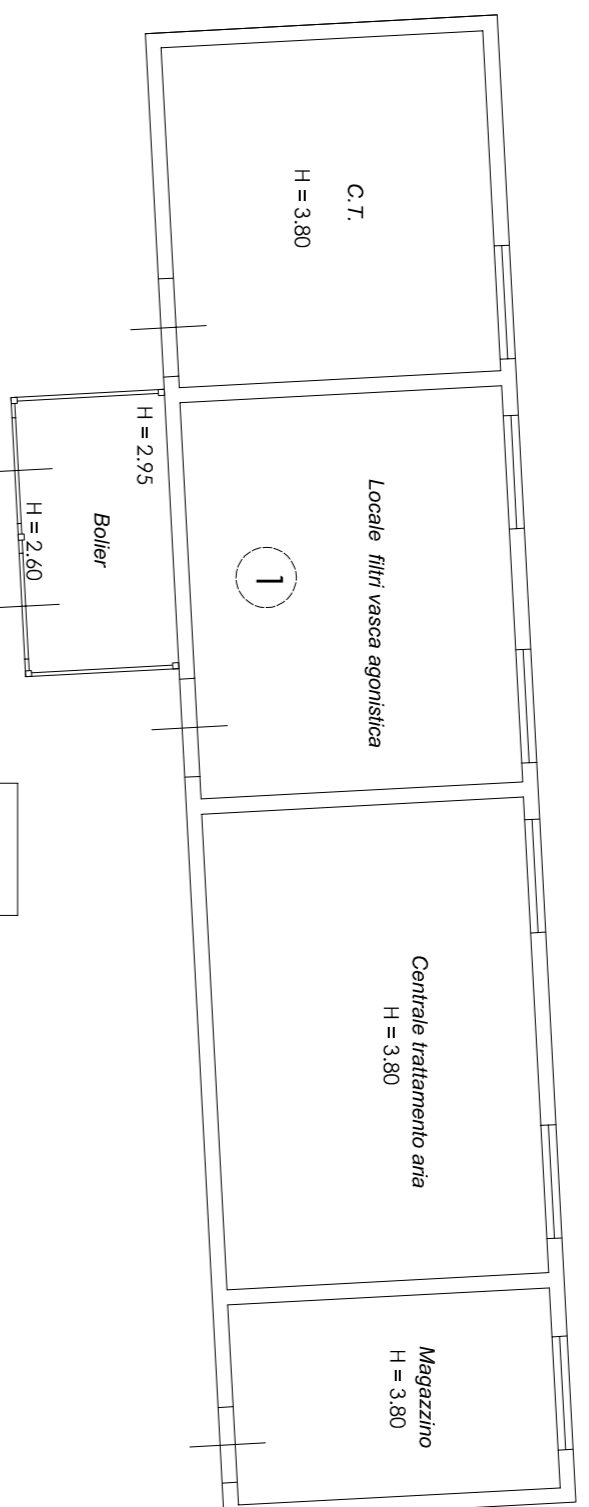 C.T.
H = 3.80
H = 2.95
Bolier
H = 2.60
Locale filtri vasca agonistica
1
Centrale trattamento aria
H = 3.80
Magazzino
H = 3.80